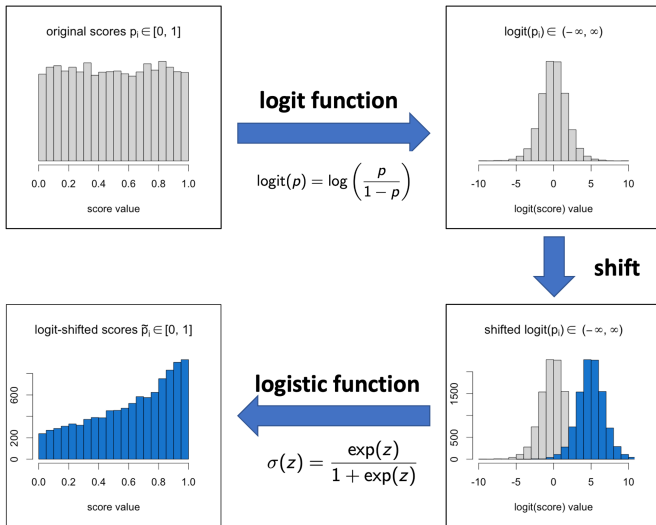 original scores pᵢ ∈ [0, 1]
0.0 0.2 0.4 0.6 0.8 1.0
score value
logit function
logit(p) = log (p / (1 − p))
logit(pᵢ) ∈ (−∞, ∞)
-10 -5 0 5 10
logit(score) value
shift
logit-shifted scores p̃ᵢ ∈ [0, 1]
600
200
0
0.0 0.2 0.4 0.6 0.8 1.0
score value
logistic function
σ(z) = exp(z) / (1 + exp(z))
shifted logit(pᵢ) ∈ (−∞, ∞)
1500
500
0
-10 -5 0 5 10
logit(score) value